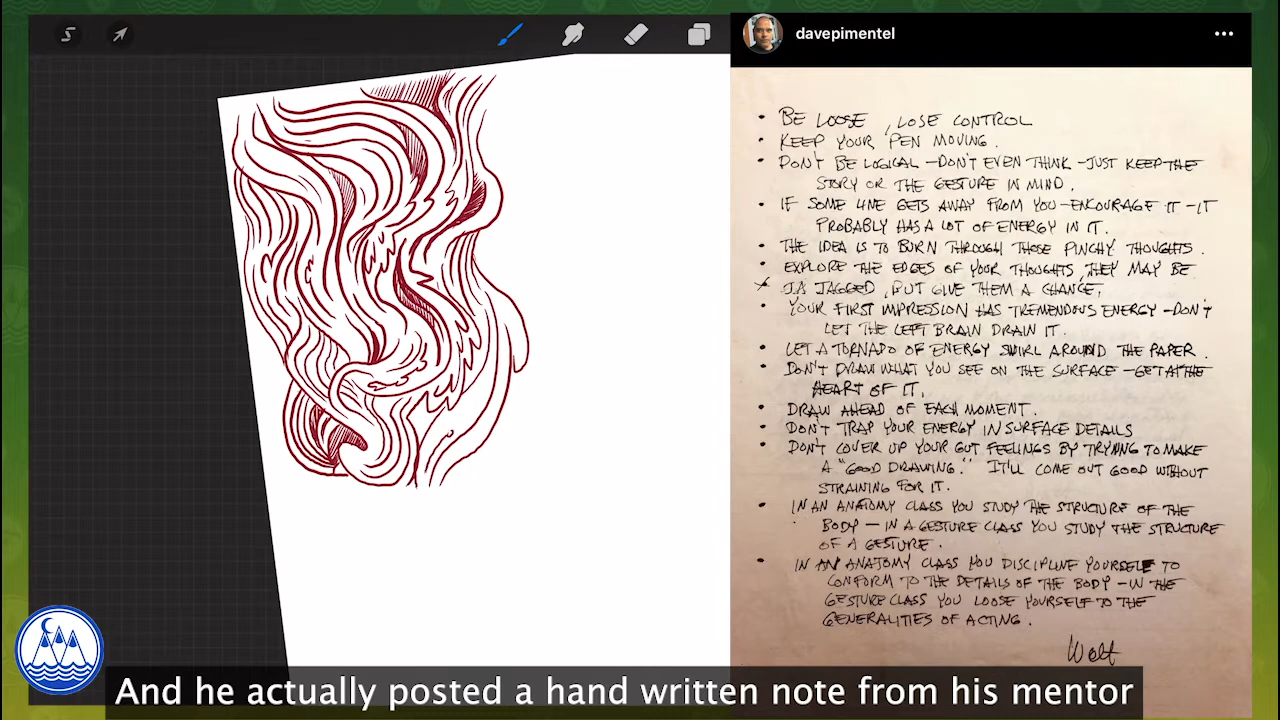 davepimentel
• BE LOOSE, LOSE CONTROL
• KEEP YOUR PEN MOVING.
• DON'T BE LOGICAL - DON'T EVEN THINK - JUST KEEP THE
STORY OR THE GESTURE IN MIND.
• IF SOME LINE GETS AWAY FROM YOU - ENCOURAGE IT - IT
PROBABLY HAS A LOT OF ENERGY IN IT.
• THE IDEA IS TO BURN THROUGH THOSE PINCHY THOUGHTS.
• EXPLORE THE EDGES OF YOUR THOUGHTS, THEY MAY BE
JAGGED, BUT GIVE THEM A CHANCE.
• YOUR FIRST IMPRESSION HAS TREMENDOUS ENERGY - DON'T
LET THE LEFT BRAIN DRAIN IT.
• LET A TORNADO OF ENERGY SWIRL AROUND THE PAPER.
• DON'T DRAW WHAT YOU SEE ON THE SURFACE - GET AT THE
HEART OF IT.
• DRAW AHEAD OF EACH MOMENT.
• DON'T TRAP YOUR ENERGY IN SURFACE DETAILS
• DON'T COVER UP YOUR GUT FEELINGS BY TRYING TO MAKE
A "GOOD DRAWING." IT'LL COME OUT GOOD WITHOUT
STRAINING FOR IT.
• IN AN ANATOMY CLASS YOU STUDY THE STRUCTURE OF THE
BODY - IN A GESTURE CLASS YOU STUDY THE STRUCTURE
OF A GESTURE.
• IN AN ANATOMY CLASS YOU DISCIPLINE YOURSELF TO
CONFORM TO THE DETAILS OF THE BODY - IN THE
GESTURE CLASS YOU LOOSE YOURSELF TO THE
GENERALITIES OF ACTING.
Walt
And he actually posted a hand written note from his mentor